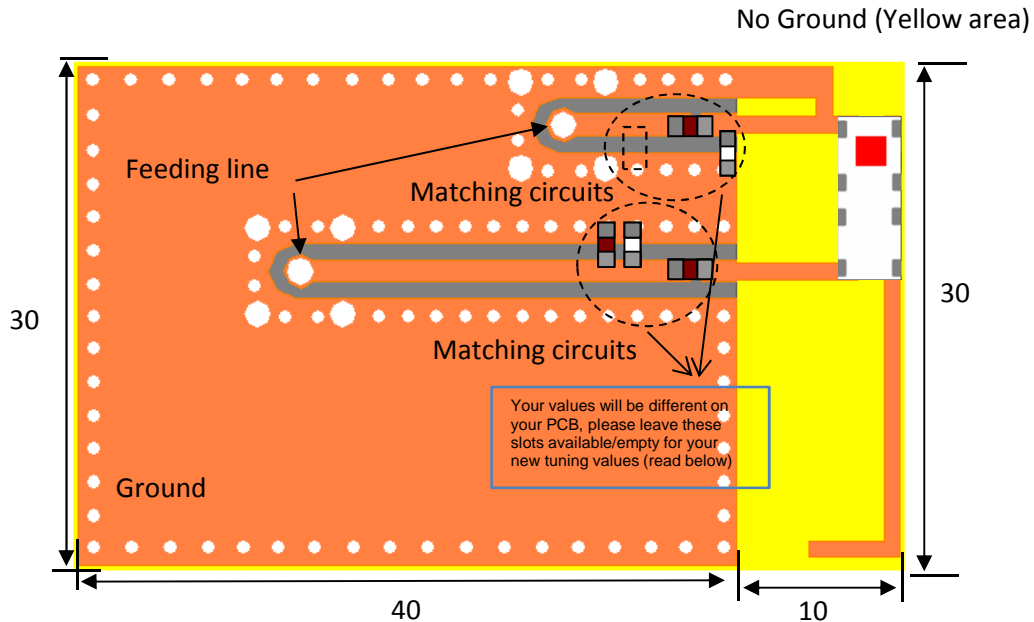 No Ground (Yellow area)
Feeding line
Matching circuits
30
30
Matching circuits
Your values will be different on
your PCB, please leave these
slots available/empty for your
new tuning values (read below)
Ground
40
10